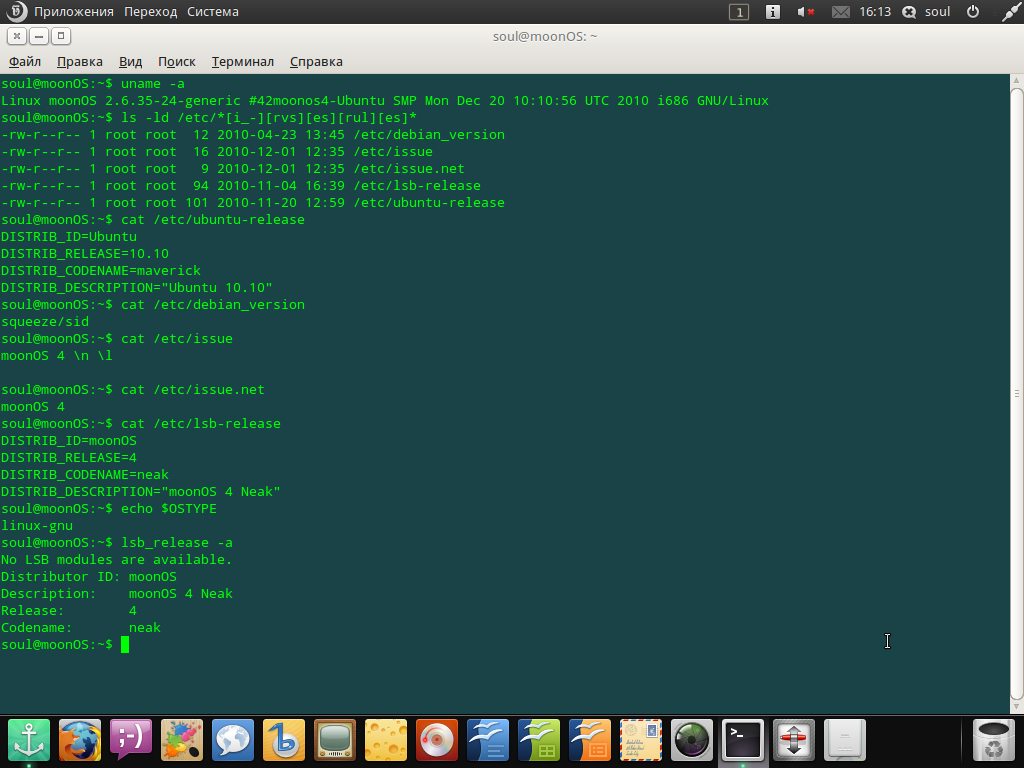 Приложения Переход Система 1 16:13 soul
soul@moonOS: ~
Файл Правка Вид Поиск Терминал Справка
soul@moonOS:~$ uname -a
Linux moonOS 2.6.35-24-generic #42moonos4-Ubuntu SMP Mon Dec 20 10:10:56 UTC 2010 i686 GNU/Linux
soul@moonOS:~$ ls -ld /etc/*[i_-][rvs][es][rul][es]*
-rw-r--r-- 1 root root  12 2010-04-23 13:45 /etc/debian_version
-rw-r--r-- 1 root root  16 2010-12-01 12:35 /etc/issue
-rw-r--r-- 1 root root   9 2010-12-01 12:35 /etc/issue.net
-rw-r--r-- 1 root root  94 2010-11-04 16:39 /etc/lsb-release
-rw-r--r-- 1 root root 101 2010-11-20 12:59 /etc/ubuntu-release
soul@moonOS:~$ cat /etc/ubuntu-release
DISTRIB_ID=Ubuntu
DISTRIB_RELEASE=10.10
DISTRIB_CODENAME=maverick
DISTRIB_DESCRIPTION="Ubuntu 10.10"
soul@moonOS:~$ cat /etc/debian_version
squeeze/sid
soul@moonOS:~$ cat /etc/issue
moonOS 4 \n \l
soul@moonOS:~$ cat /etc/issue.net
moonOS 4
soul@moonOS:~$ cat /etc/lsb-release
DISTRIB_ID=moonOS
DISTRIB_RELEASE=4
DISTRIB_CODENAME=neak
DISTRIB_DESCRIPTION="moonOS 4 Neak"
soul@moonOS:~$ echo $OSTYPE
linux-gnu
soul@moonOS:~$ lsb_release -a
No LSB modules are available.
Distributor ID: moonOS
Description:    moonOS 4 Neak
Release:        4
Codename:       neak
soul@moonOS:~$